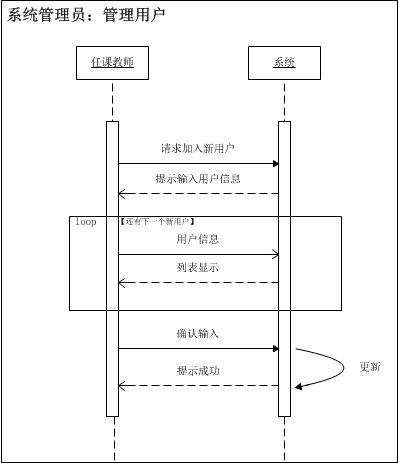 系统管理员：管理用户
任课教师
系统
请求加入新用户
提示输入用户信息
loop 【还有下一个新用户】
用户信息
列表显示
确认输入
更新
提示成功